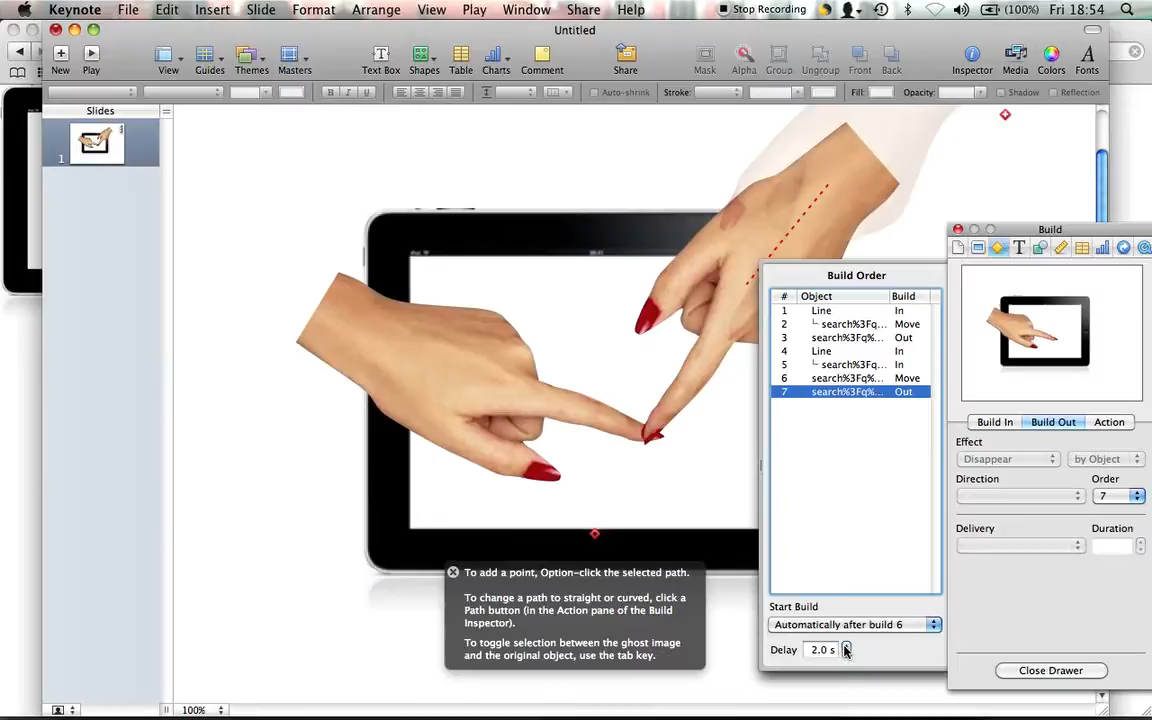 Keynote File Edit Insert Slide Format Arrange View Play Window Share Help Stop Recording (100%) Fri 18:54
Untitled
New Play View Guides Themes Masters Text Box Shapes Table Charts Comment Share Mask Alpha Group Ungroup Front Back Inspector Media Colors Fonts
B I U Auto-shrink Stroke: Fill: Opacity: Shadow Reflection
Slides
1
Build Order
# Object Build
1 Line In
2 search%3Fq... Move
3 search%3Fq%... Out
4 Line In
5 search%3Fq... In
6 search%3Fq%... Move
7 search%3Fq%... Out
Start Build
Automatically after build 6
Delay 2.0 s
Build
T
Build In Build Out Action
Effect
Disappear by Object
Direction Order
7
Delivery Duration
Close Drawer
To add a point, Option-click the selected path.
To change a path to straight or curved, click a
Path button (in the Action pane of the Build
Inspector).
To toggle selection between the ghost image
and the original object, use the tab key.
100%